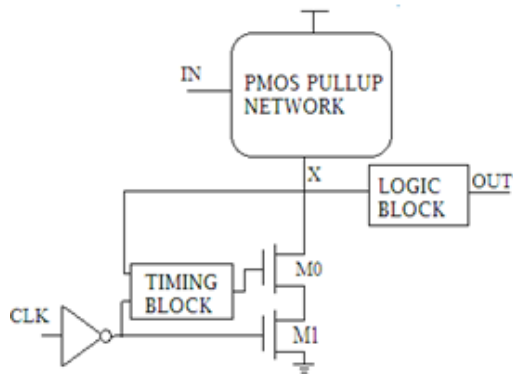 IN
PMOS PULLUP
NETWORK
X
LOGIC
BLOCK
OUT
TIMING
BLOCK
M0
CLK
M1